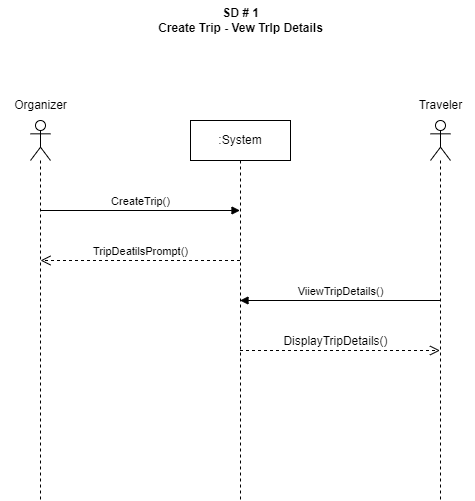 SD # 1
Create Trip - Vew TrIp Details
Organizer
Traveler
:System
CreateTrip()
TripDeatilsPrompt()
ViiewTripDetails()
DisplayTripDetails()